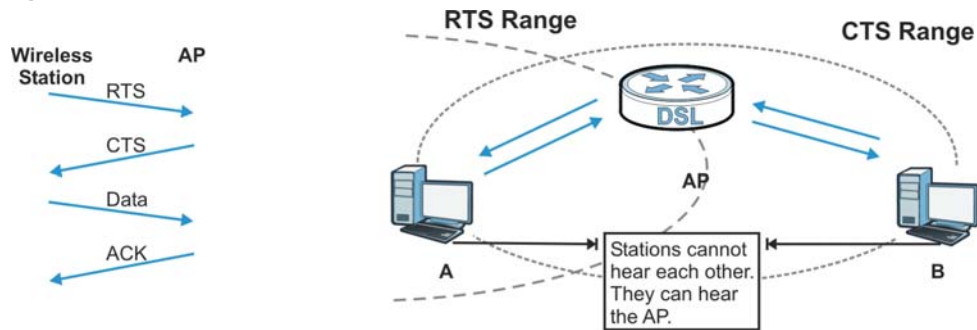 Wireless
Station
AP
RTS
CTS
Data
ACK
RTS Range
CTS Range
DSL
AP
A
B
Stations cannot
hear each other.
They can hear
the AP.